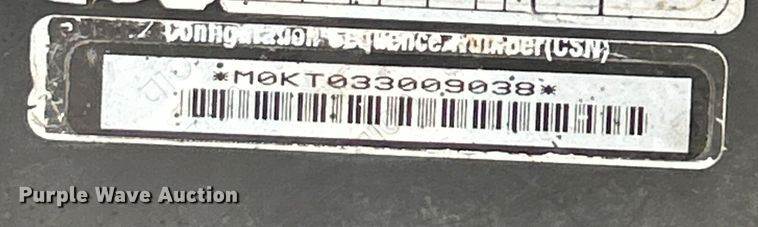 Configuration Sequence Number(CSN)
*M0KT033009038*
Purple Wave Auction